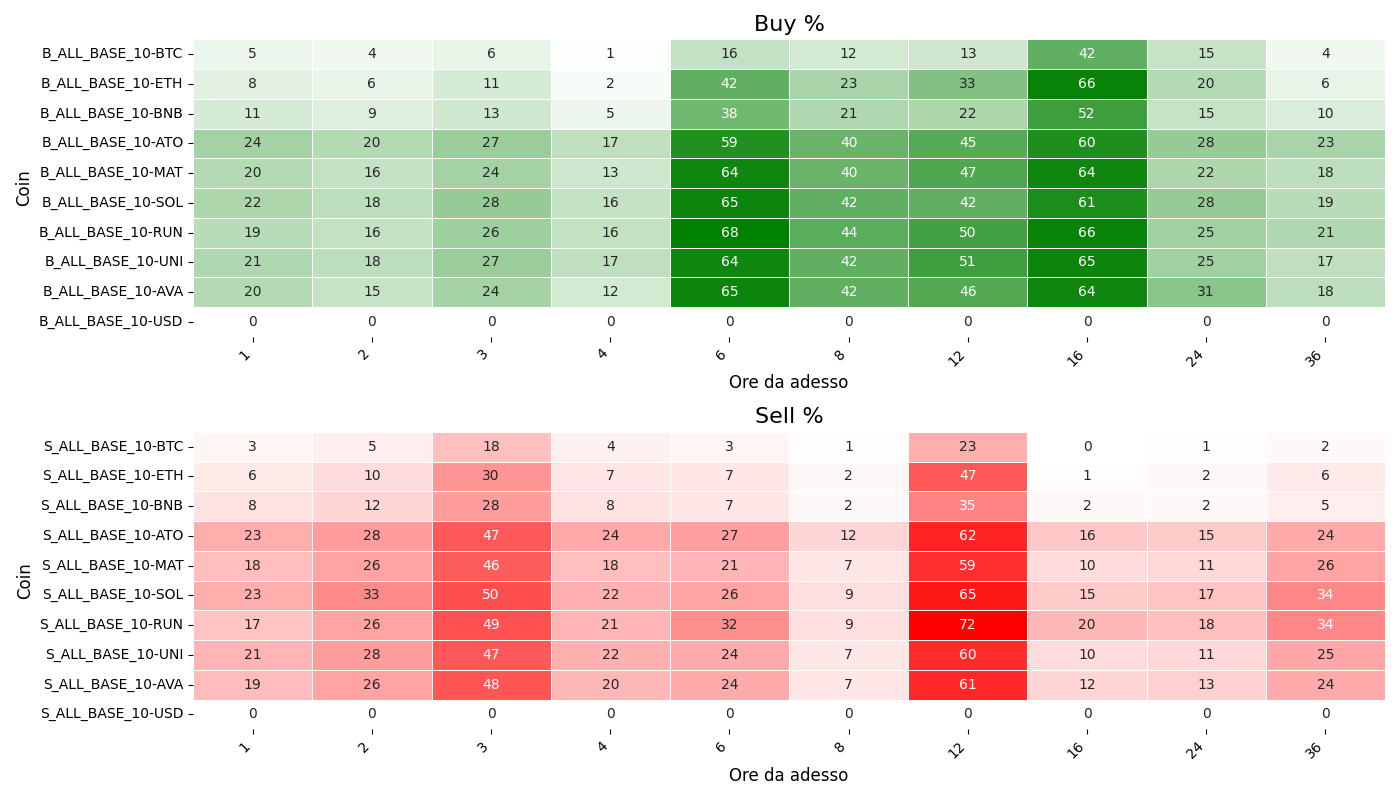 Buy %
Coin
B_ALL_BASE_10-BTC 5 4 6 1 16 12 13 42 15 4
B_ALL_BASE_10-ETH 8 6 11 2 42 23 33 66 20 6
B_ALL_BASE_10-BNB 11 9 13 5 38 21 22 52 15 10
B_ALL_BASE_10-ATO 24 20 27 17 59 40 45 60 28 23
B_ALL_BASE_10-MAT 20 16 24 13 64 40 47 64 22 18
B_ALL_BASE_10-SOL 22 18 28 16 65 42 42 61 28 19
B_ALL_BASE_10-RUN 19 16 26 16 68 44 50 66 25 21
B_ALL_BASE_10-UNI 21 18 27 17 64 42 51 65 25 17
B_ALL_BASE_10-AVA 20 15 24 12 65 42 46 64 31 18
B_ALL_BASE_10-USD 0 0 0 0 0 0 0 0 0 0
1 2 3 4 6 8 12 16 24 36
Ore da adesso
Sell %
Coin
S_ALL_BASE_10-BTC 3 5 18 4 3 1 23 0 1 2
S_ALL_BASE_10-ETH 6 10 30 7 7 2 47 1 2 6
S_ALL_BASE_10-BNB 8 12 28 8 7 2 35 2 2 5
S_ALL_BASE_10-ATO 23 28 47 24 27 12 62 16 15 24
S_ALL_BASE_10-MAT 18 26 46 18 21 7 59 10 11 26
S_ALL_BASE_10-SOL 23 33 50 22 26 9 65 15 17 34
S_ALL_BASE_10-RUN 17 26 49 21 32 9 72 20 18 34
S_ALL_BASE_10-UNI 21 28 47 22 24 7 60 10 11 25
S_ALL_BASE_10-AVA 19 26 48 20 24 7 61 12 13 24
S_ALL_BASE_10-USD 0 0 0 0 0 0 0 0 0 0
1 2 3 4 6 8 12 16 24 36
Ore da adesso